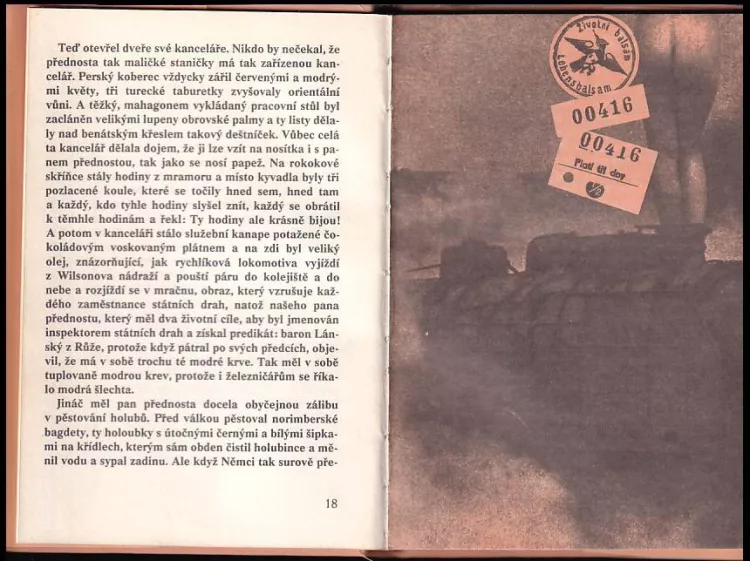 Teď otevřel dveře své kanceláře. Nikdo by nečekal, že
přednosta tak maličké staničky má tak zařízenou kan-
celář. Perský koberec vždycky zářil červenými a modrý-
mi květy, tři turecké taburetky zvyšovaly orientální
vůni. A těžký, mahagonem vykládaný pracovní stůl byl
zacláněn velikými lupeny obrovské palmy a ty listy děla-
ly nad benátským křeslem takový deštníček. Vůbec celá
ta kancelář dělala dojem, že ji lze vzít na nosítka i s pa-
nem přednostou, tak jako se nosí papež. Na rokokové
skříňce stály hodiny z mramoru a místo kyvadla byly tři
pozlacené koule, které se točily hned sem, hned tam
a každý, kdo tyhle hodiny slyšel znít, každý se obrátil
k těmhle hodinám a řekl: Ty hodiny ale krásně bijou!
A potom v kanceláři stálo služební kanape potažené čo-
koládovým voskovaným plátnem a na zdi byl veliký
olej, znázorňující, jak rychlíková lokomotiva vyjíždí
z Wilsonova nádraží a pouští páru do kolejiště a do
nebe a rozjíždí se v mračnu, obraz, který vzrušuje kaž-
dého zaměstnance státních drah, natož našeho pana
přednostu, který měl dva životní cíle, aby byl jmenován
inspektorem státních drah a získal predikát: baron Lán-
ský z Růže, protože když pátral po svých předcích, obje-
vil, že má v sobě trochu té modré krve. Tak měl v sobě
tuplovaně modrou krev, protože i železničářům se říka-
lo modrá šlechta.
Jináč měl pan přednosta docela obyčejnou zálibu
v pěstování holubů. Před válkou pěstoval norimberské
bagdety, ty holoubky s útočnými černými a bílými šipka-
mi na křídlech, kterým sám obden čistil holubince a mě-
nil vodu a sypal zadinu. Ale když Němci tak surově pře-
18
Životní balsám
Lebensbalsam
00416
00416
Platí tři dny
1/2